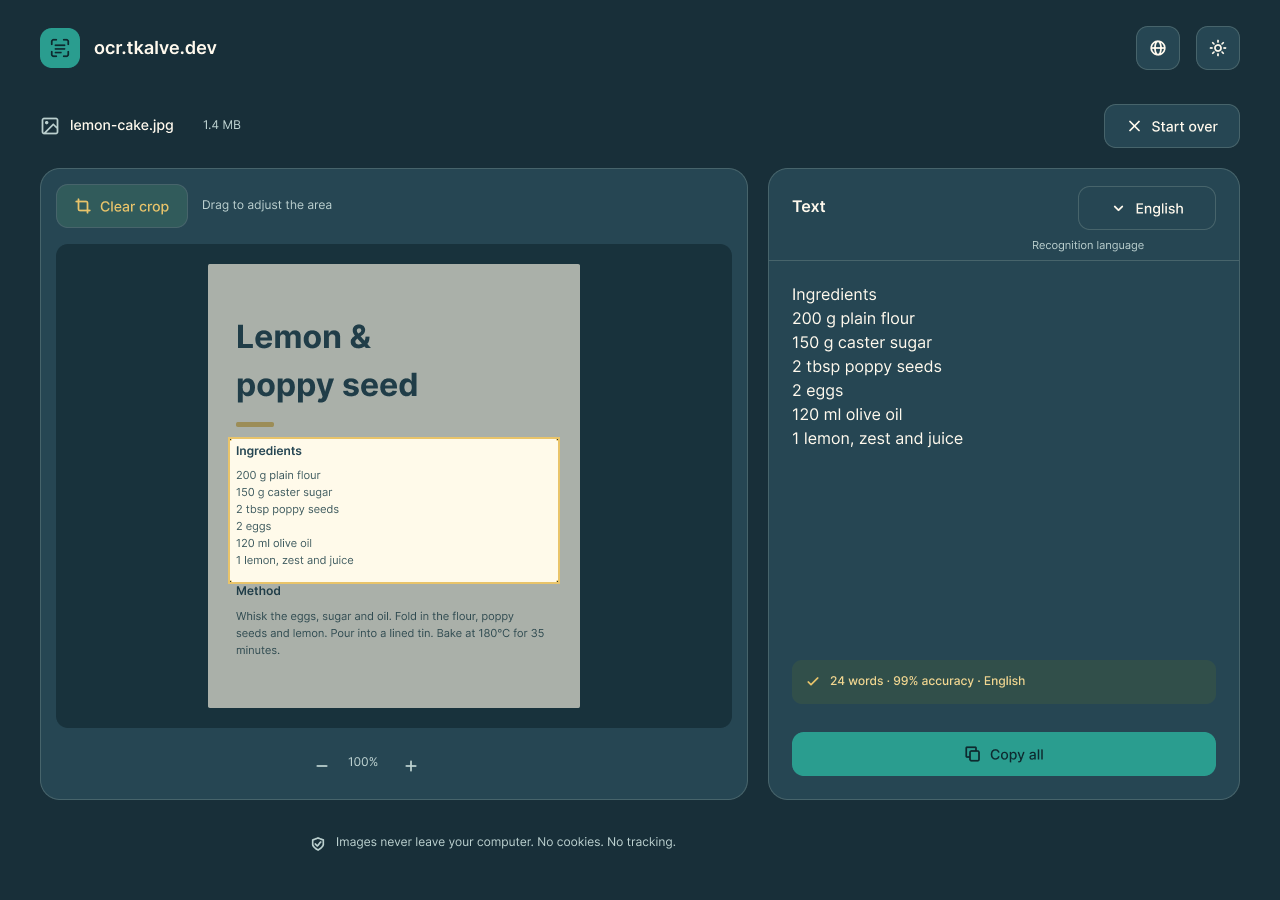 ocr.tkalve.dev
lemon-cake.jpg 1.4 MB
Start over
Clear crop Drag to adjust the area
Lemon &
poppy seed
Ingredients
200 g plain flour
150 g caster sugar
2 tbsp poppy seeds
2 eggs
120 ml olive oil
1 lemon, zest and juice
Method
Whisk the eggs, sugar and oil. Fold in the flour, poppy
seeds and lemon. Pour into a lined tin. Bake at 180°C for 35
minutes.
100%
Text English
Recognition language
Ingredients
200 g plain flour
150 g caster sugar
2 tbsp poppy seeds
2 eggs
120 ml olive oil
1 lemon, zest and juice
24 words · 99% accuracy · English
Copy all
Images never leave your computer. No cookies. No tracking.